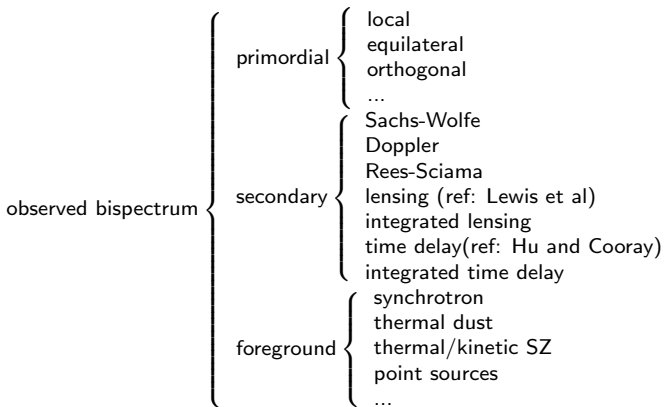 observed bispectrum
primordial
local
equilateral
orthogonal
...
secondary
Sachs-Wolfe
Doppler
Rees-Sciama
lensing (ref: Lewis et al)
integrated lensing
time delay(ref: Hu and Cooray)
integrated time delay
foreground
synchrotron
thermal dust
thermal/kinetic SZ
point sources
...